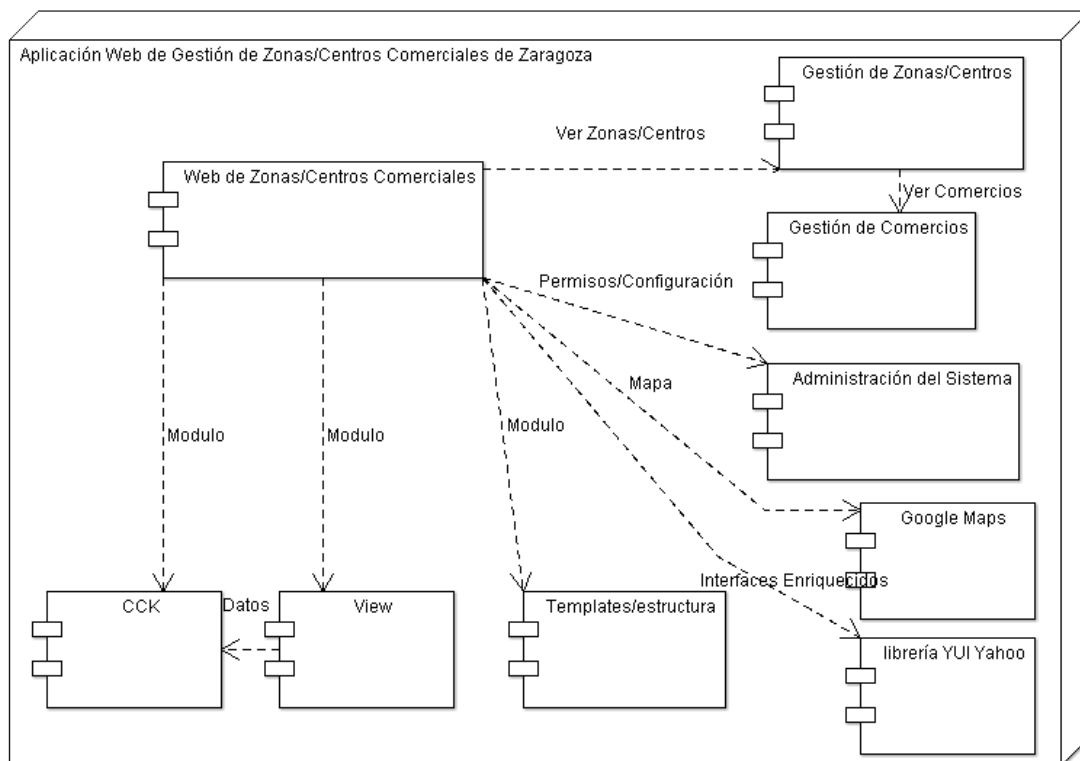 Aplicación Web de Gestión de Zonas/Centros Comerciales de Zaragoza
Gestión de Zonas/Centros
Ver Zonas/Centros
Web de Zonas/Centros Comerciales
Ver Comercios
Gestión de Comercios
Permisos/Configuración
Administración del Sistema
Mapa
Modulo
Modulo
Modulo
Google Maps
Interfaces Enriquecidos
CCK
Datos
View
Templates/estructura
librería YUI Yahoo